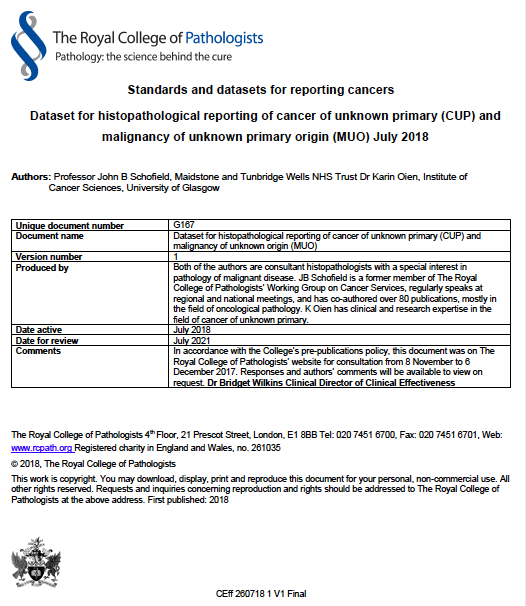 The Royal College of Pathologists
Pathology: the science behind the cure
Standards and datasets for reporting cancers
Dataset for histopathological reporting of cancer of unknown primary (CUP) and
malignancy of unknown primary origin (MUO) July 2018
Authors: Professor John B Schofield, Maidstone and Tunbridge Wells NHS Trust Dr Karin Oien, Institute of
Cancer Sciences, University of Glasgow
Unique document number G167
Document name Dataset for histopathological reporting of cancer of unknown primary (CUP) and
malignancy of unknown origin (MUO)
Version number 1
Produced by Both of the authors are consultant histopathologists with a special interest in
pathology of malignant disease. JB Schofield is a former member of The Royal
College of Pathologists' Working Group on Cancer Services, regularly speaks at
regional and national meetings, and has co-authored over 80 publications, mostly in
the field of oncological pathology. K Oien has clinical and research expertise in the
field of cancer of unknown primary.
Date active July 2018
Date for review July 2021
Comments In accordance with the College's pre-publications policy, this document was on The
Royal College of Pathologists' website for consultation from 8 November to 6
December 2017. Responses and authors' comments will be available to view on
request. Dr Bridget Wilkins Clinical Director of Clinical Effectiveness
The Royal College of Pathologists 4th Floor, 21 Prescot Street, London, E1 8BB Tel: 020 7451 6700, Fax: 020 7451 6701, Web:
www.rcpath.org Registered charity in England and Wales, no. 261035
© 2018, The Royal College of Pathologists
This work is copyright. You may download, display, print and reproduce this document for your personal, non-commercial use. All
other rights reserved. Requests and inquiries concerning reproduction and rights should be addressed to The Royal College of
Pathologists at the above address. First published: 2018
CEff 260718 1 V1 Final